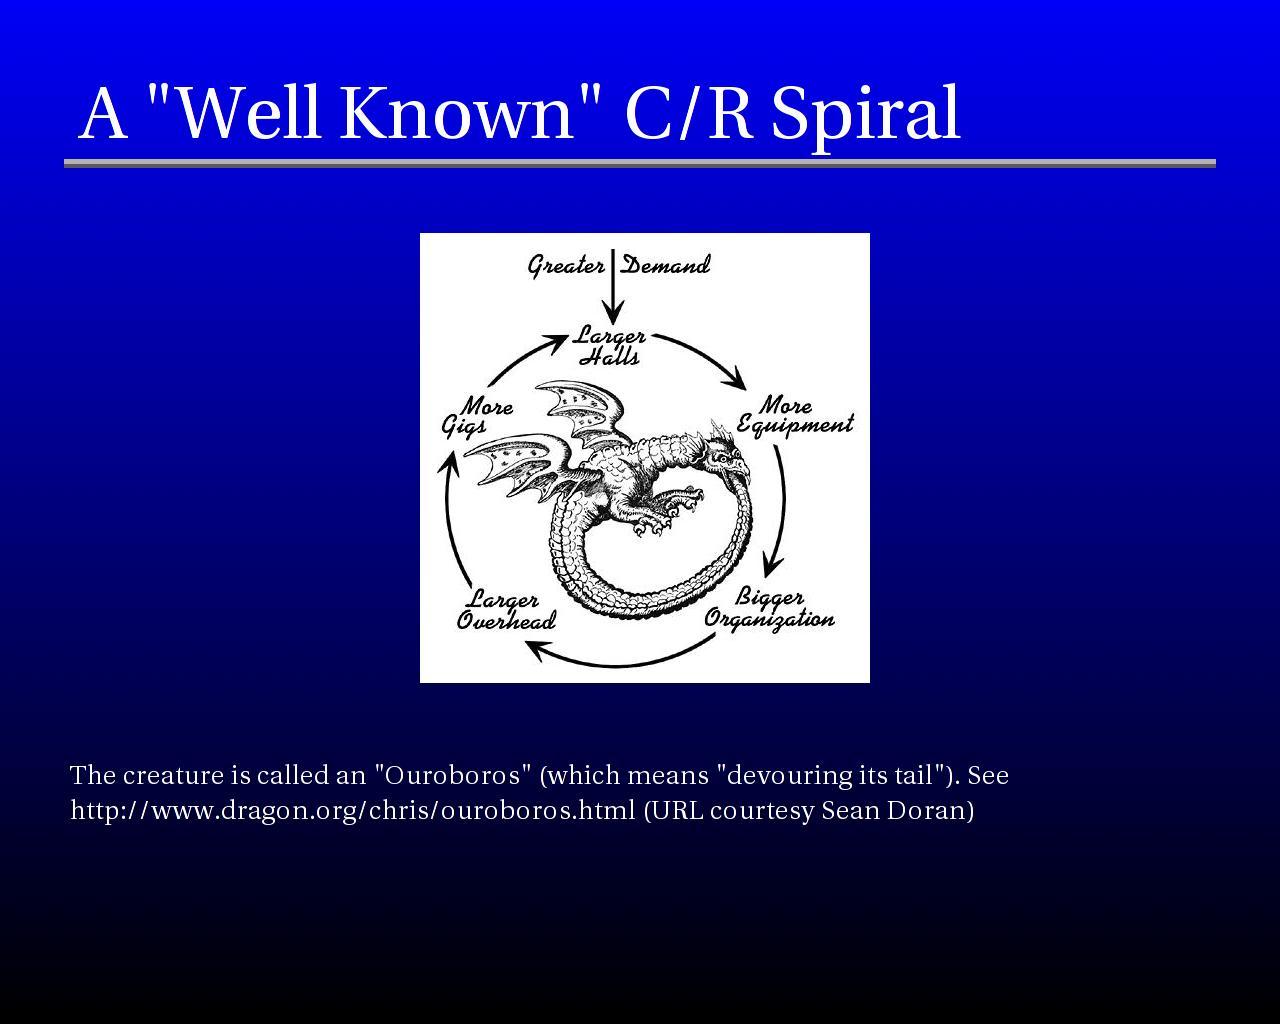 A "Well Known" C/R Spiral
Greater Demand
Larger
Halls
More
Equipment
Bigger
Organization
Larger
Overhead
More
Gigs
The creature is called an "Ouroboros" (which means "devouring its tail"). See
http://www.dragon.org/chris/ouroboros.html (URL courtesy Sean Doran)